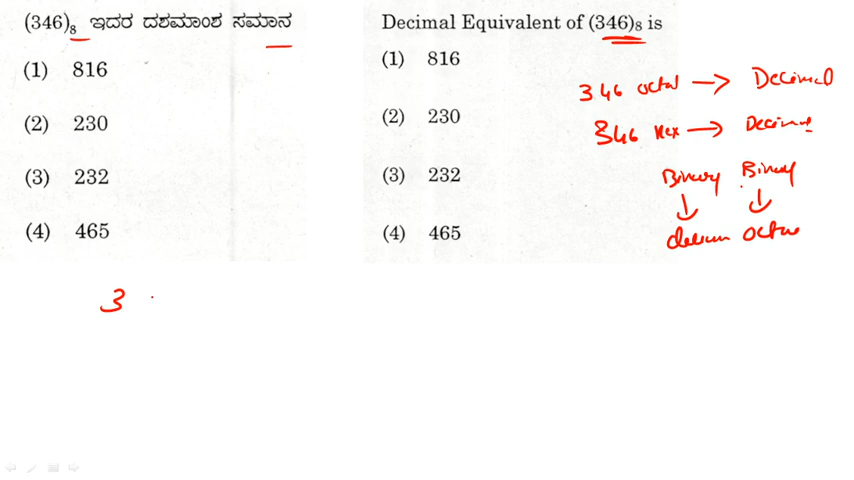 (346)₈ ಇದರ ದಶಮಾಂಶ ಸಮಾನ
(1) 816
(2) 230
(3) 232
(4) 465
Decimal Equivalent of (346)₈ is
(1) 816
(2) 230
(3) 232
(4) 465
346 octal → Decimal
346 Hex → Decimal
Binary Binary
↓ ↓
decimal octal
3